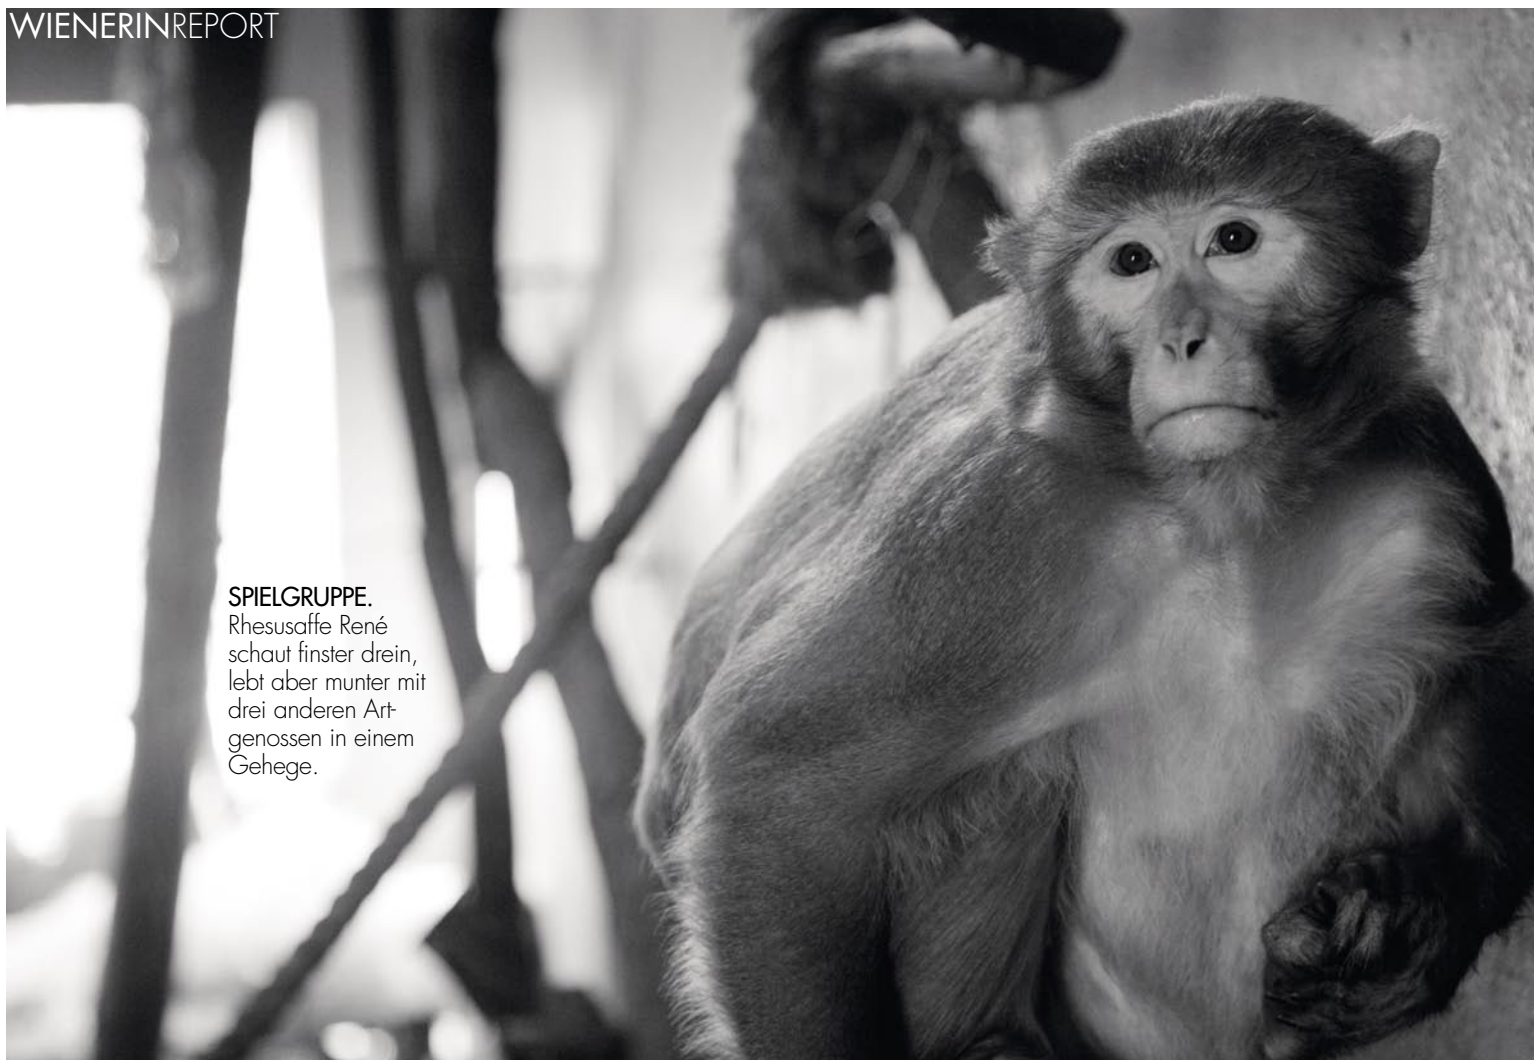 WIENERINREPORT
SPIELGRUPPE.
Rhesusaffe René
schaut finster drein,
lebt aber munter mit
drei anderen Art-
genossen in einem
Gehege.